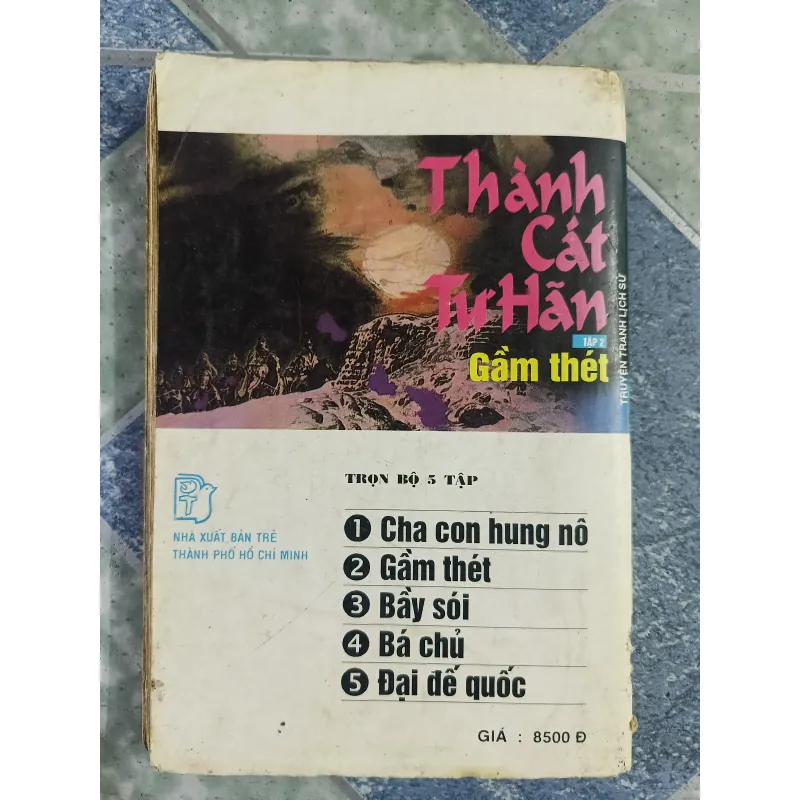 Thành
Cát
Tư Hãn
TẬP 2
Gầm thét
TRUYỆN TRANH LỊCH SỬ
TRỌN BỘ 5 TẬP
NHÀ XUẤT BẢN TRẺ
THÀNH PHỐ HỒ CHÍ MINH
1 Cha con hung nô
2 Gầm thét
3 Bầy sói
4 Bá chủ
5 Đại đế quốc
GIÁ : 8500 Đ